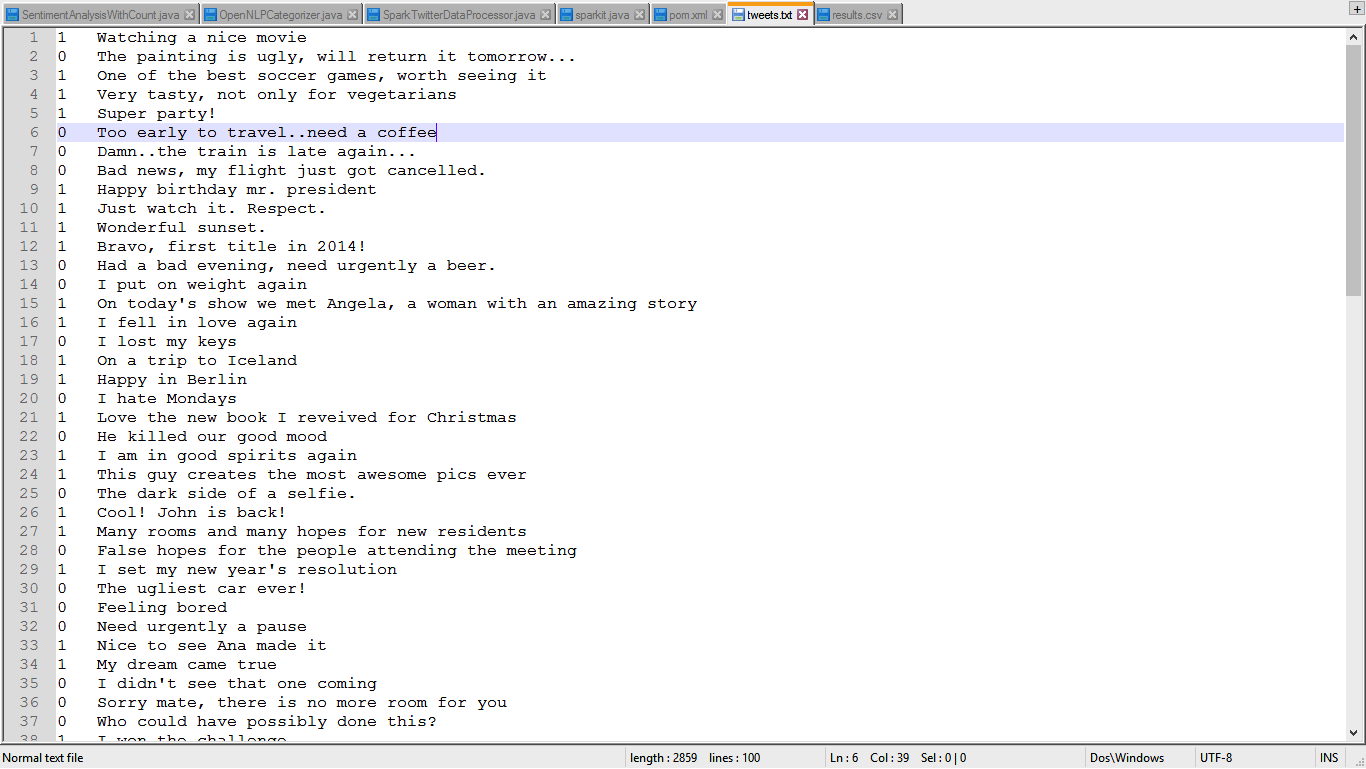 SentimentAnalysisWithCount.java OpenNLPCategorizer.java SparkTwitterDataProcessor.java sparkit.java pom.xml tweets.txt results.csv +
1 1 Watching a nice movie
2 0 The painting is ugly, will return it tomorrow...
3 1 One of the best soccer games, worth seeing it
4 1 Very tasty, not only for vegetarians
5 1 Super party!
6 0 Too early to travel..need a coffee
7 0 Damn..the train is late again...
8 0 Bad news, my flight just got cancelled.
9 1 Happy birthday mr. president
10 1 Just watch it. Respect.
11 1 Wonderful sunset.
12 1 Bravo, first title in 2014!
13 0 Had a bad evening, need urgently a beer.
14 0 I put on weight again
15 1 On today's show we met Angela, a woman with an amazing story
16 1 I fell in love again
17 0 I lost my keys
18 1 On a trip to Iceland
19 1 Happy in Berlin
20 0 I hate Mondays
21 1 Love the new book I reveived for Christmas
22 0 He killed our good mood
23 1 I am in good spirits again
24 1 This guy creates the most awesome pics ever
25 0 The dark side of a selfie.
26 1 Cool! John is back!
27 1 Many rooms and many hopes for new residents
28 0 False hopes for the people attending the meeting
29 1 I set my new year's resolution
30 0 The ugliest car ever!
31 0 Feeling bored
32 0 Need urgently a pause
33 1 Nice to see Ana made it
34 1 My dream came true
35 0 I didn't see that one coming
36 0 Sorry mate, there is no more room for you
37 0 Who could have possibly done this?
38 1 I won the challenge
Normal text file length : 2859 lines : 100 Ln : 6 Col : 39 Sel : 0 | 0 Dos\Windows UTF-8 INS